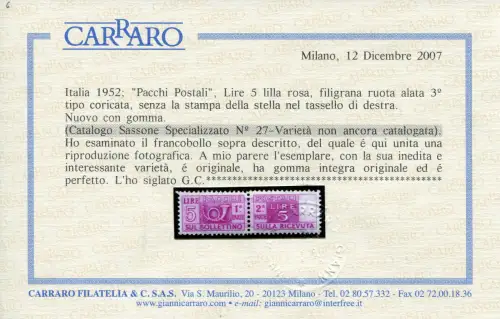 CARRARO
Milano, 12 Dicembre 2007
Italia 1952; "Pacchi Postali", Lire 5 lilla rosa, filigrana ruota alata 3°
tipo coricata, senza la stampa della stella nel tassello di destra.
Nuovo con gomma.
(Catalogo Sassone Specializzato N° 27-Varietà non ancora catalogata).
Ho esaminato il francobollo sopra descritto, del quale é qui unita una
riproduzione fotografica. A mio parere l'esemplare, con la sua inedita e
interessante varietà, é originale, ha gomma integra originale ed é
perfetto. L'ho siglato G.C.******************************************
LIRE 5 1ª PARTE SUL BOLLETTINO
2ª PARTE LIRE 5 SULLA RICEVUTA
CARRARO FILATELIA & C. S.A.S. Via S. Maurilio, 20 - 20123 Milano - Tel. 02 80.57.332 - Fax 02 72.00.18.36
www.giannicarraro.com • e-mail: giannicarraro@interfree.it